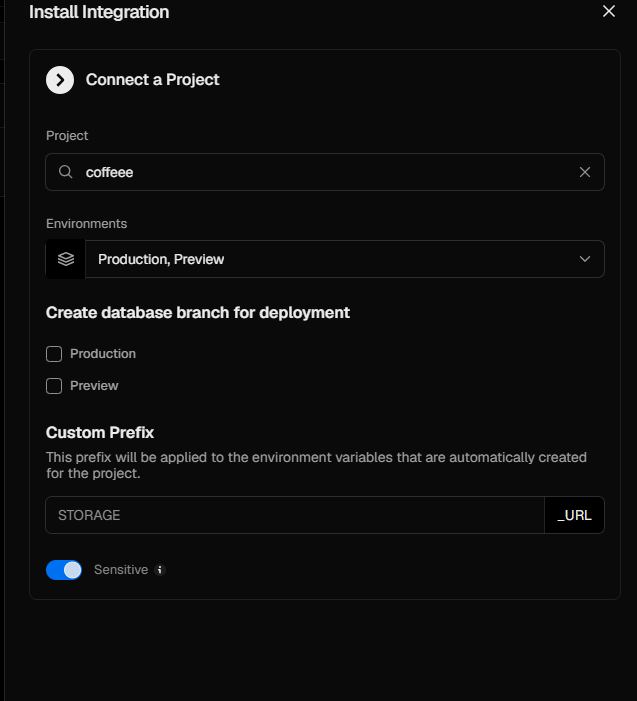 Install Integration
Connect a Project
Project
coffeee
Environments
Production, Preview
Create database branch for deployment
Production
Preview
Custom Prefix
This prefix will be applied to the environment variables that are automatically created
for the project.
STORAGE _URL
Sensitive